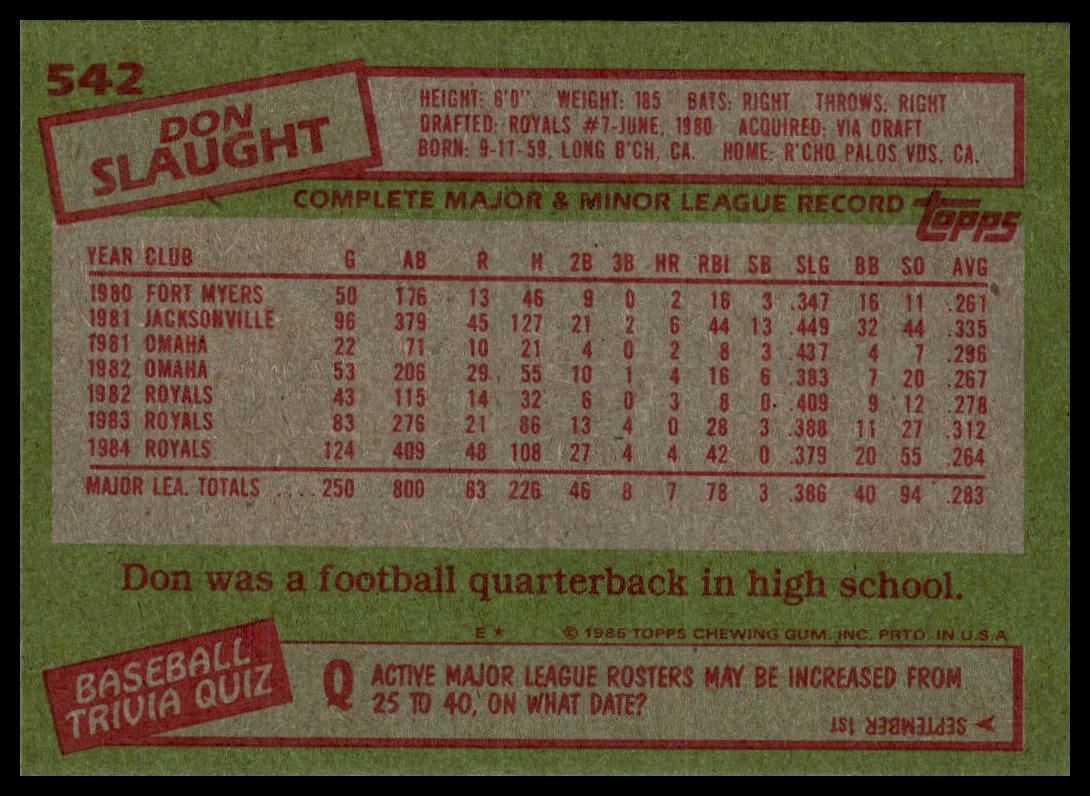 542
DON
SLAUGHT
HEIGHT: 6'0". WEIGHT: 185 BATS: RIGHT THROWS: RIGHT
DRAFTED: ROYALS #7-JUNE, 1980 ACQUIRED: VIA DRAFT
BORN: 9-11-59, LONG B'CH, CA. HOME: R'CHO PALOS VDS, CA.
COMPLETE MAJOR & MINOR LEAGUE RECORD
topps
YEAR CLUB G AB R H 2B 3B HR RBI SB SLG BB SO AVG
1980 FORT MYERS 50 176 13 46 9 0 2 16 3 .347 16 11 .261
1981 JACKSONVILLE 96 379 45 127 21 2 6 44 13 .449 32 44 .335
1981 OMAHA 22 71 10 21 4 0 2 8 3 .437 4 7 .296
1982 OMAHA 53 206 29 55 10 1 4 16 6 .383 7 20 .267
1982 ROYALS 43 115 14 32 6 0 3 8 0 .409 9 12 .278
1983 ROYALS 83 276 21 86 13 4 0 28 3 .388 11 27 .312
1984 ROYALS 124 409 48 108 27 4 4 42 0 .379 20 55 .264
MAJOR LEA. TOTALS .... 250 800 83 226 46 8 7 78 3 .386 40 94 .283
Don was a football quarterback in high school.
E * © 1985 TOPPS CHEWING GUM, INC. PRTD. IN U.S.A
BASEBALL
TRIVIA QUIZ
Q ACTIVE MAJOR LEAGUE ROSTERS MAY BE INCREASED FROM
25 TO 40, ON WHAT DATE?
A SEPTEMBER 1ST